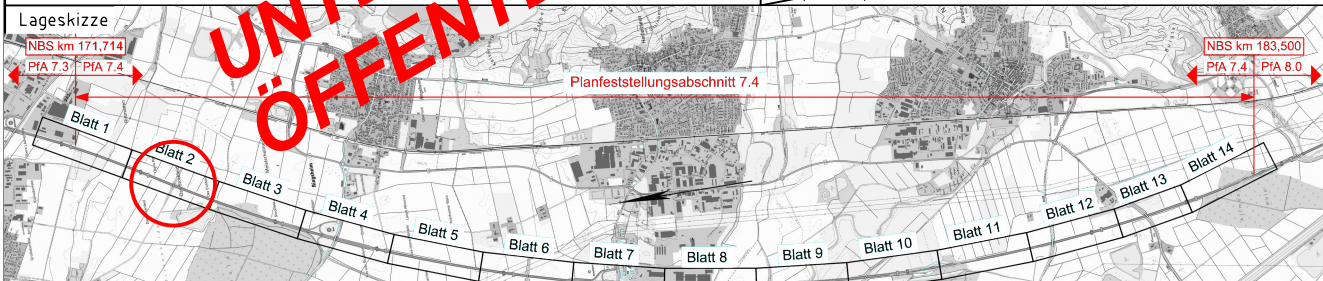 Lageskizze
UNT
ÖFFENT
NBS km 171,714
PfA 7.3 PfA 7.4
Planfeststellungsabschnitt 7.4
NBS km 183,500
PfA 7.4 PfA 8.0
Blatt 1
Blatt 2
Blatt 3
Blatt 4
Blatt 5
Blatt 6
Blatt 7
Blatt 8
Blatt 9
Blatt 10
Blatt 11
Blatt 12
Blatt 13
Blatt 14